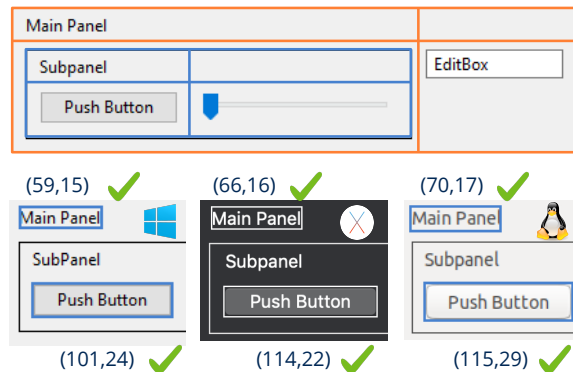 Main Panel
Subpanel
EditBox
Push Button
(59,15)
(66,16)
(70,17)
Main Panel
Main Panel
Main Panel
SubPanel
Subpanel
Subpanel
Push Button
Push Button
Push Button
(101,24)
(114,22)
(115,29)